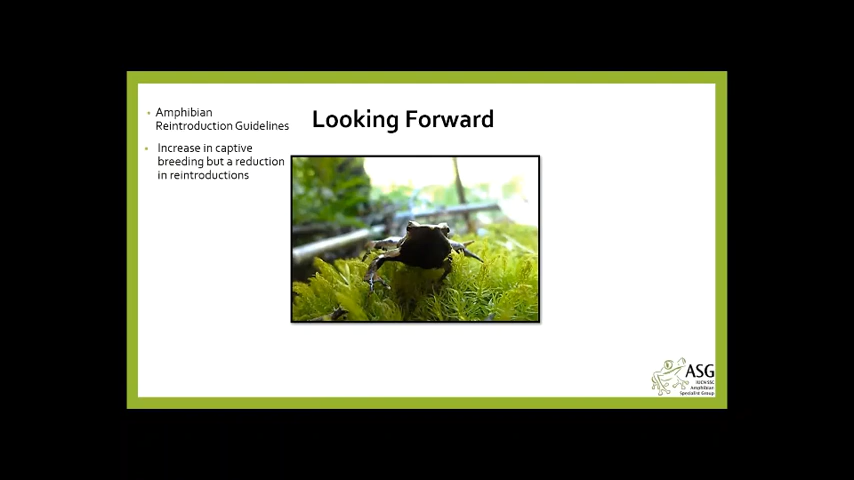 Looking Forward
• Amphibian
Reintroduction Guidelines
• Increase in captive
breeding but a reduction
in reintroductions
ASG
IUCN SSC
Amphibian
Specialist Group